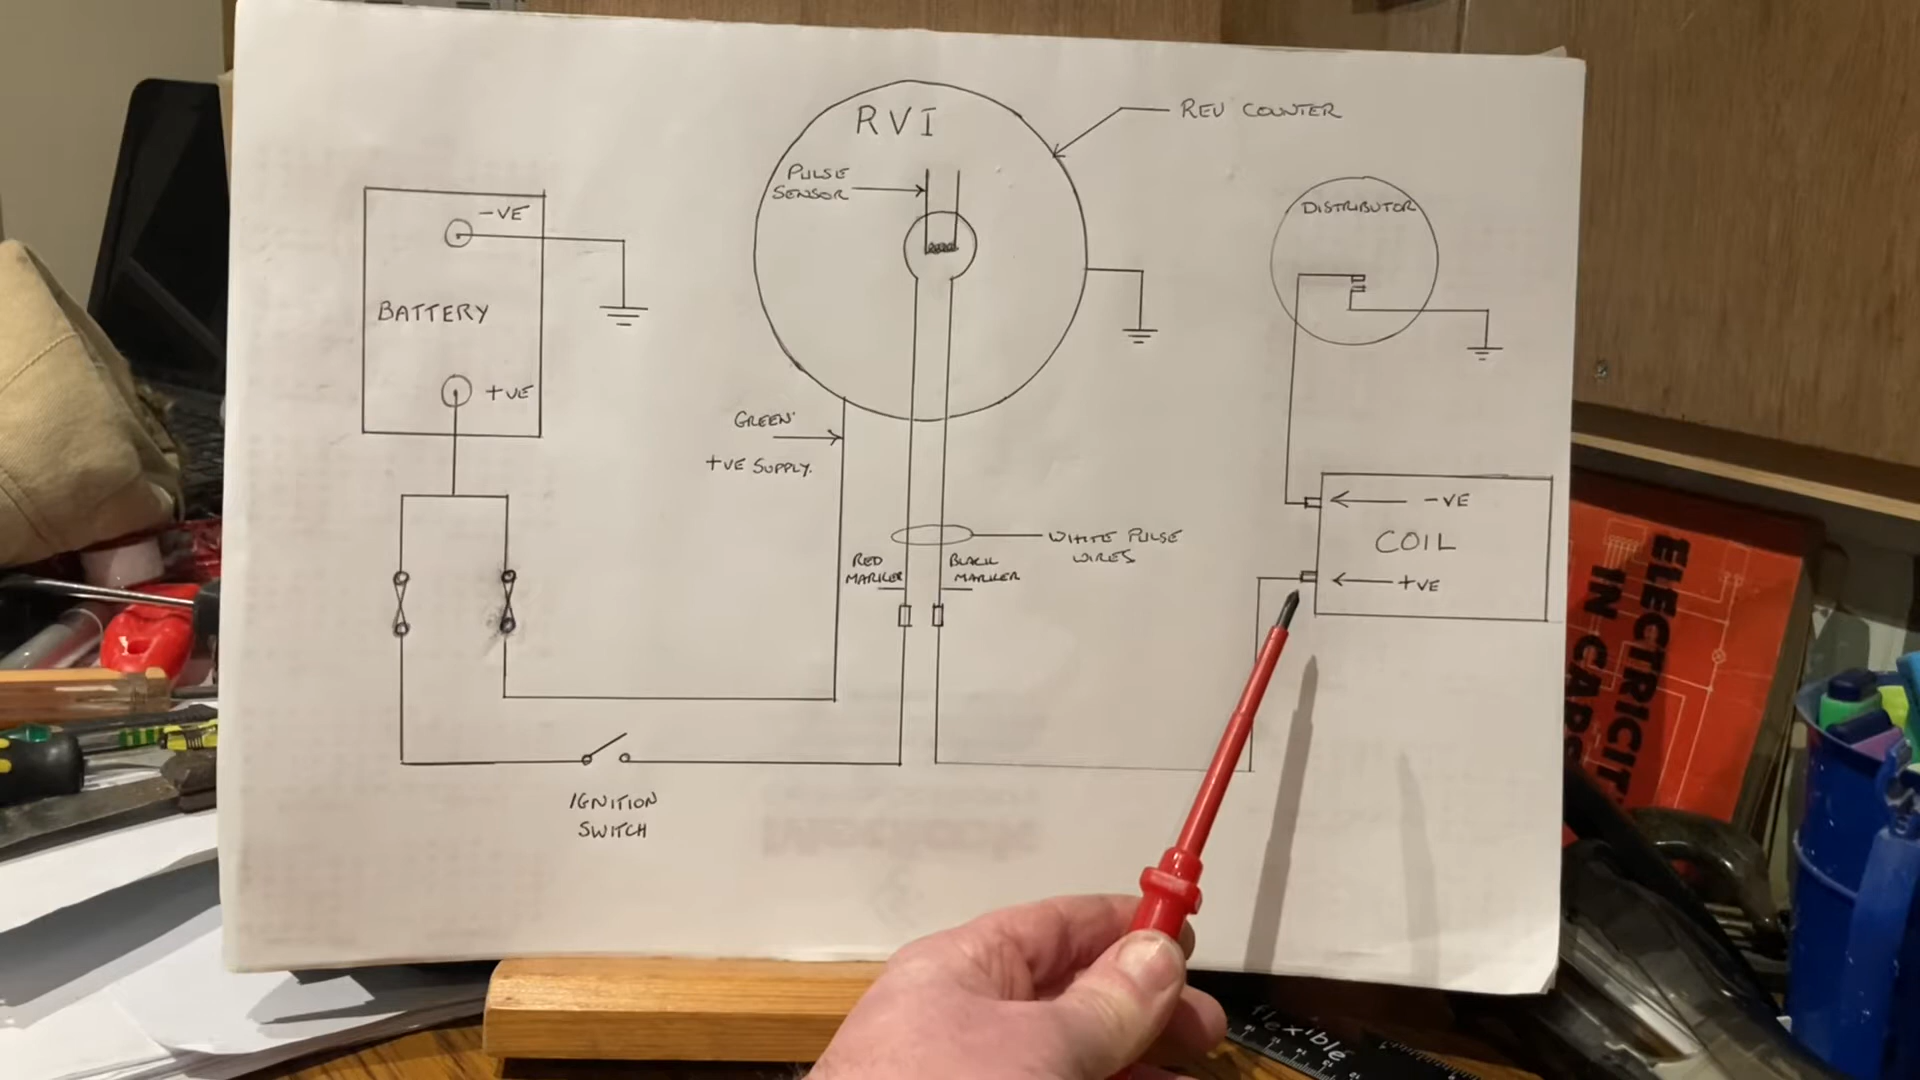 RVI
REV COUNTER
PULSE
SENSOR
DISTRIBUTOR
-VE
BATTERY
+VE
GREEN
+VE SUPPLY.
WHITE PULSE
WIRES
RED
MARKER
BLACK
MARKER
-VE
COIL
+VE
IGNITION
SWITCH
ELECTRICIT
IN CARS
flexible